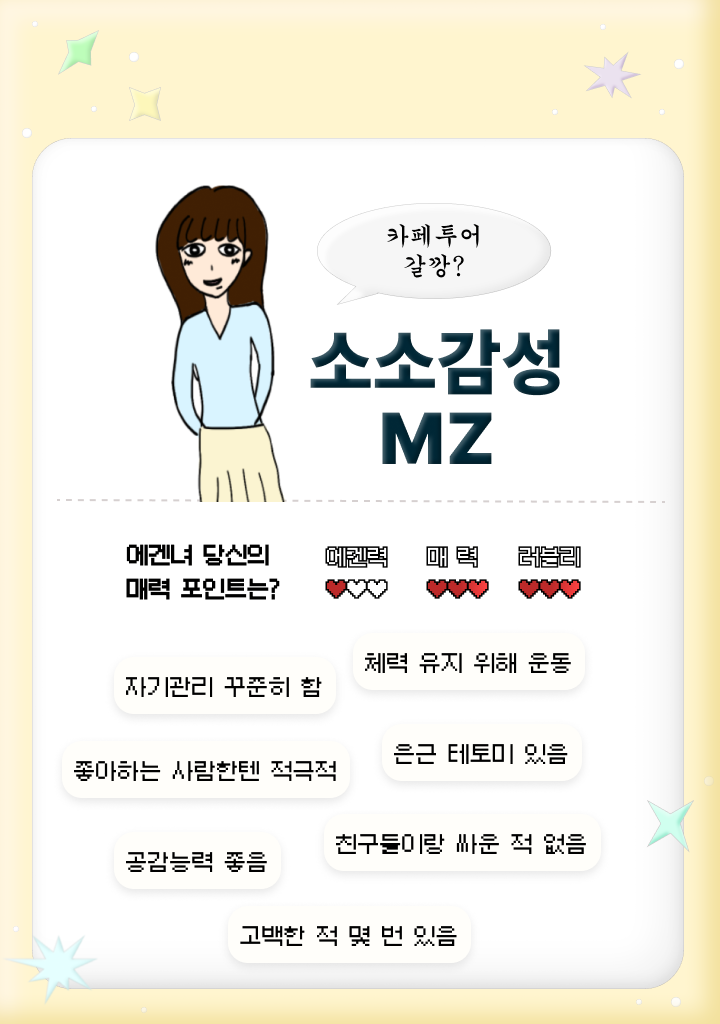 카페투어
갈깡?
소소감성
MZ
에겐녀 당신의
매력 포인트는?
에겐력
매 력
러블리
체력 유지 위해 운동
자기관리 꾸준히 함
은근 테토미 있음
좋아하는 사람한텐 적극적
친구들이랑 싸운 적 없음
공감능력 좋음
고백한 적 몇 번 있음